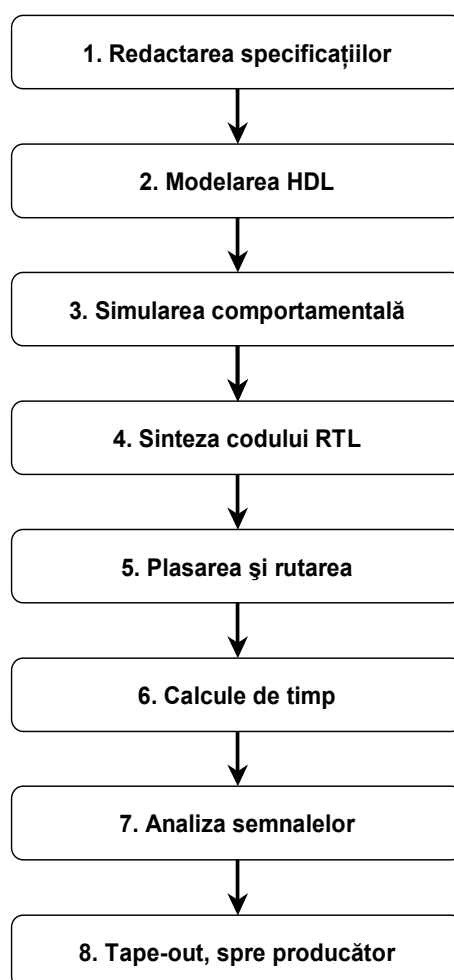 1. Redactarea specificațiilor
2. Modelarea HDL
3. Simularea comportamentală
4. Sinteza codului RTL
5. Plasarea şi rutarea
6. Calcule de timp
7. Analiza semnalelor
8. Tape-out, spre producător